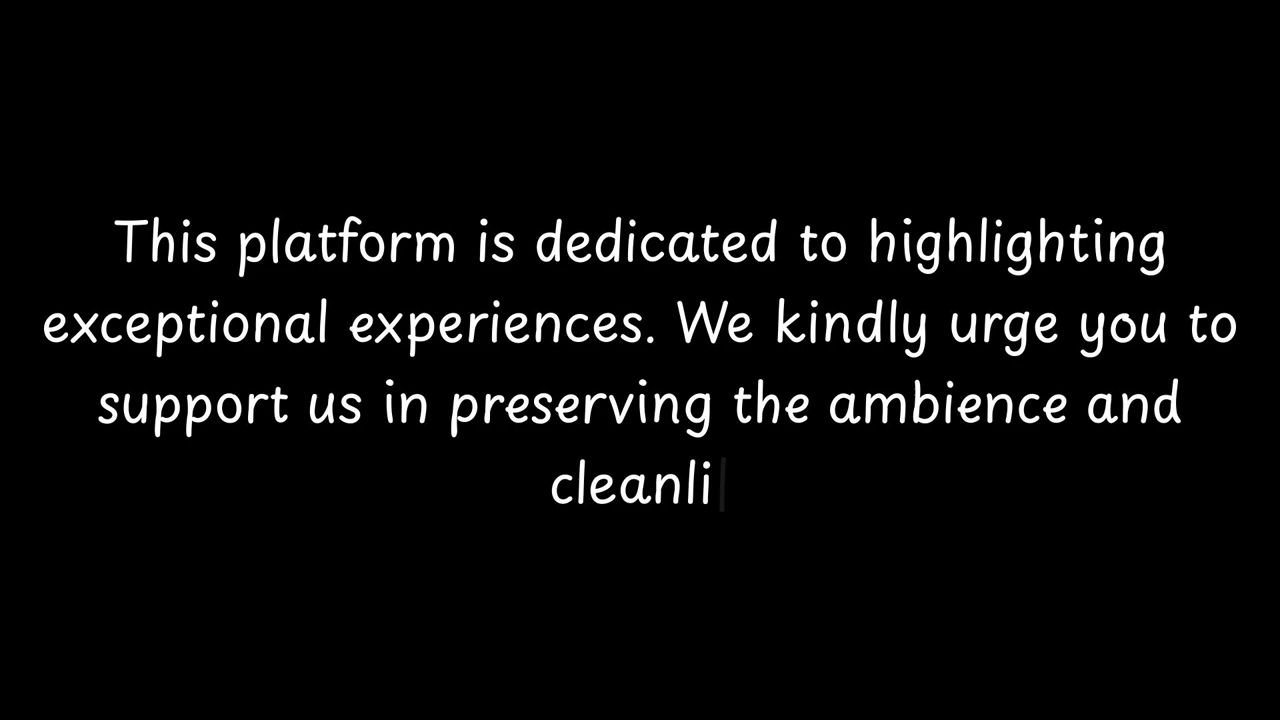 This platform is dedicated to highlighting
exceptional experiences. We kindly urge you to
support us in preserving the ambience and
cleanli